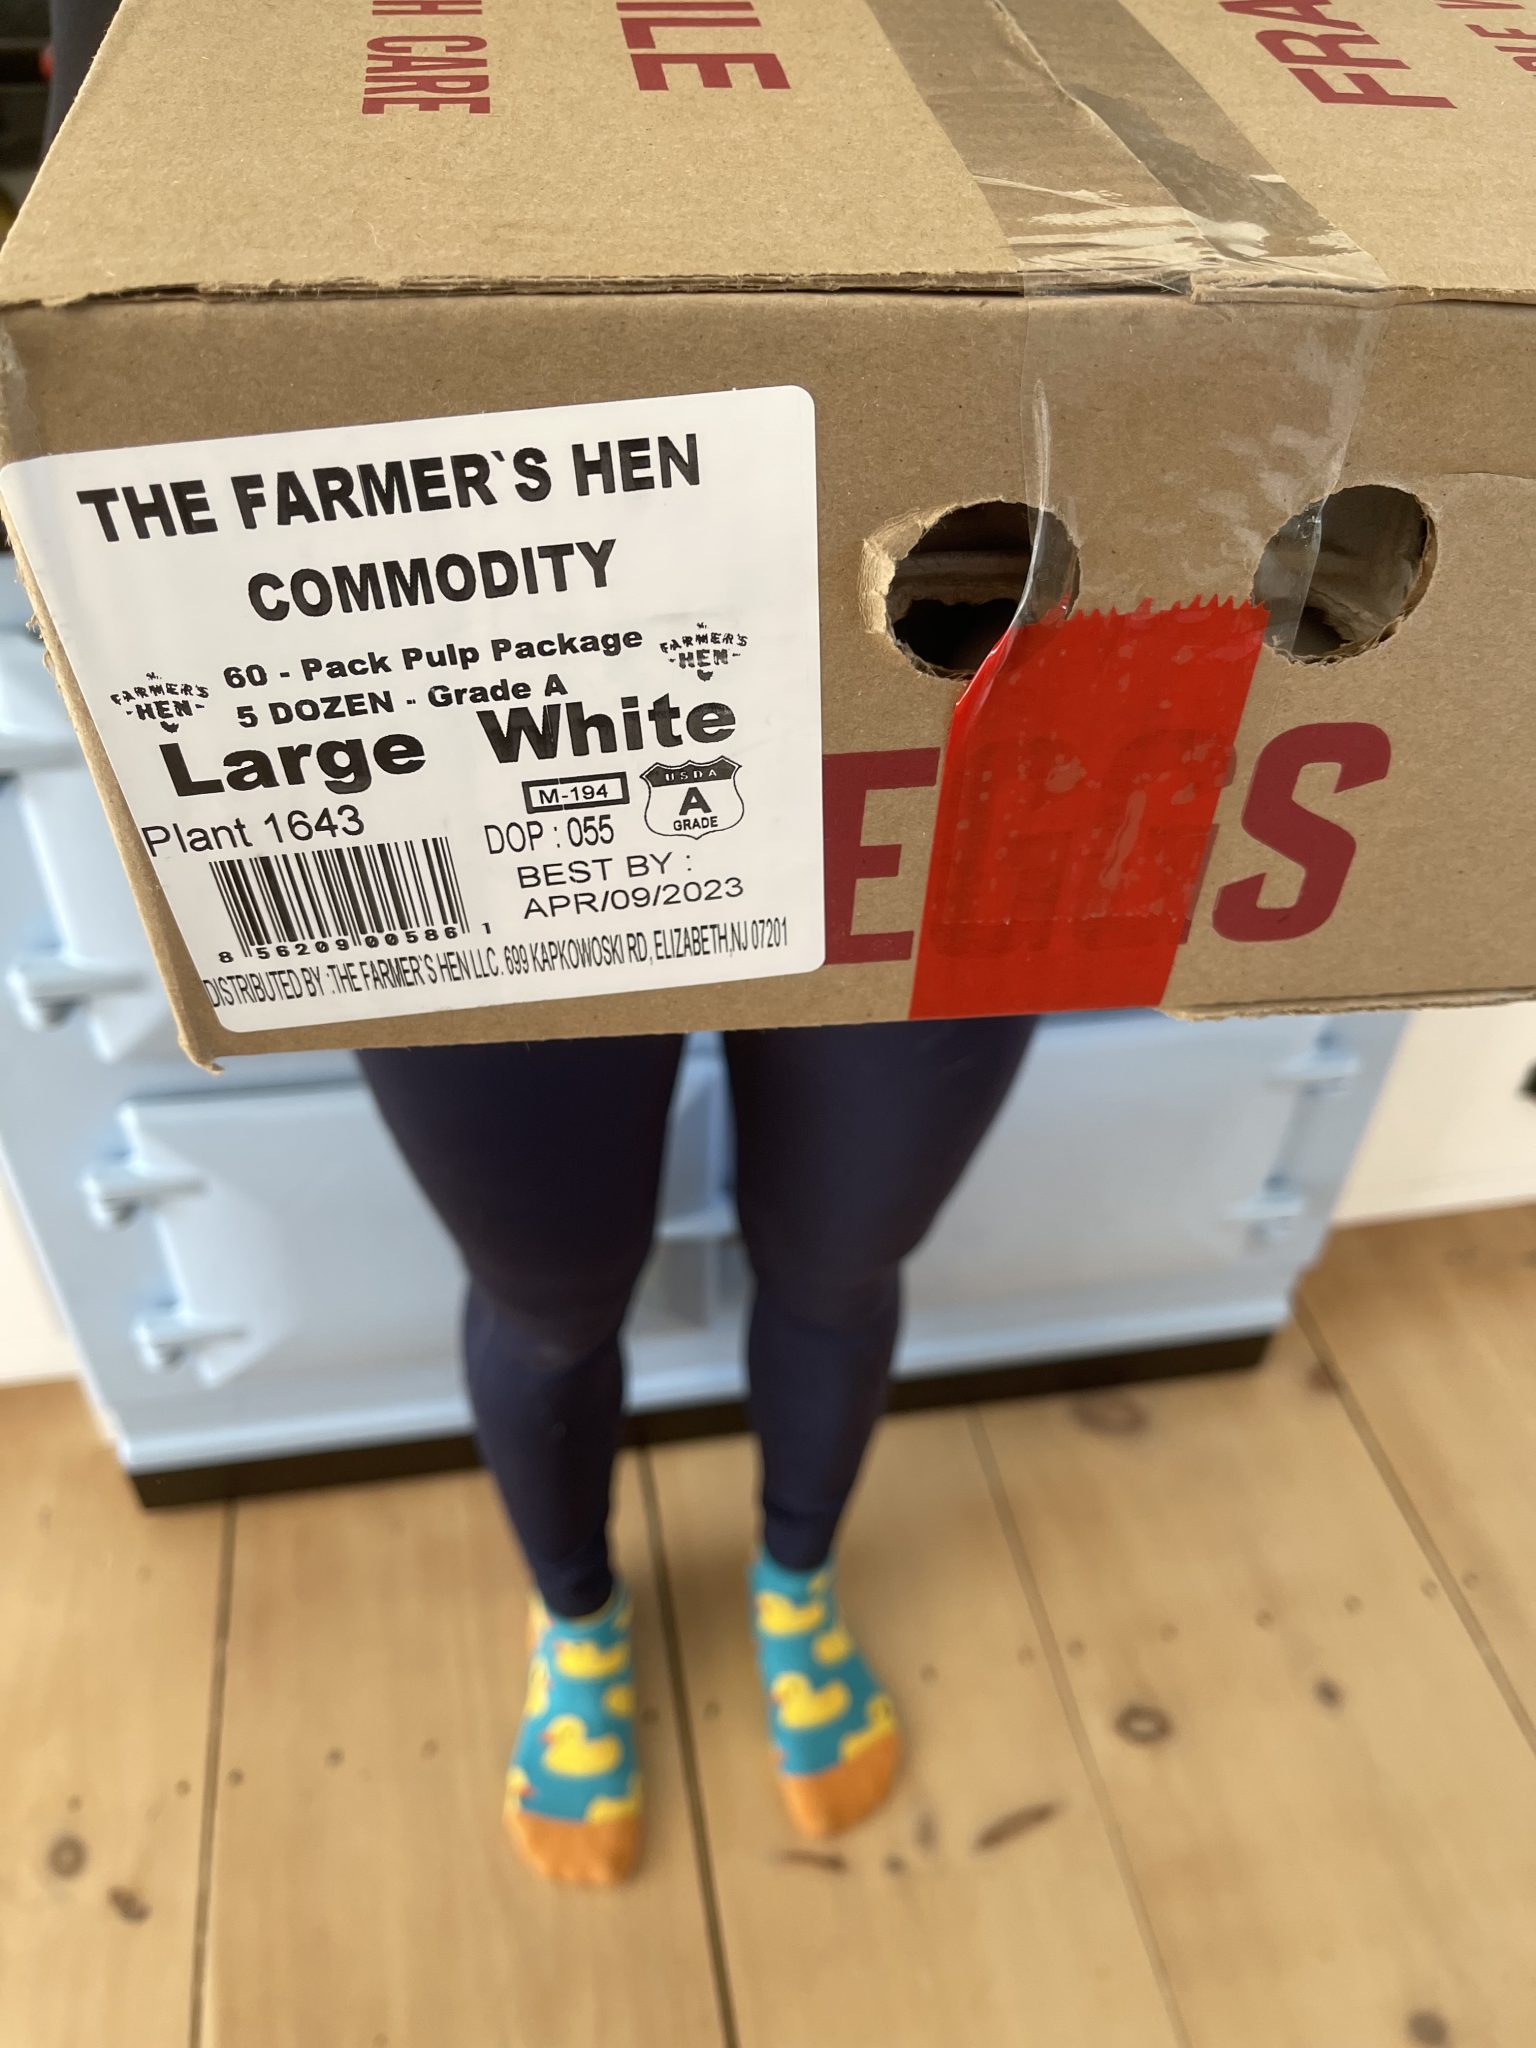 H CARE
ILE
FRA
THE FARMER`S HEN
COMMODITY
60 - Pack Pulp Package
5 DOZEN - Grade A
FARMER'S
-HEN-
FARMER'S
-HEN-
Large White
Plant 1643
M-194
USDA
A
GRADE
DOP : 055
BEST BY :
APR/09/2023
8 56209 00586 1
DISTRIBUTED BY :THE FARMER`S HEN LLC. 699 KAPKOWOSKI RD, ELIZABETH,NJ 07201
EGGS